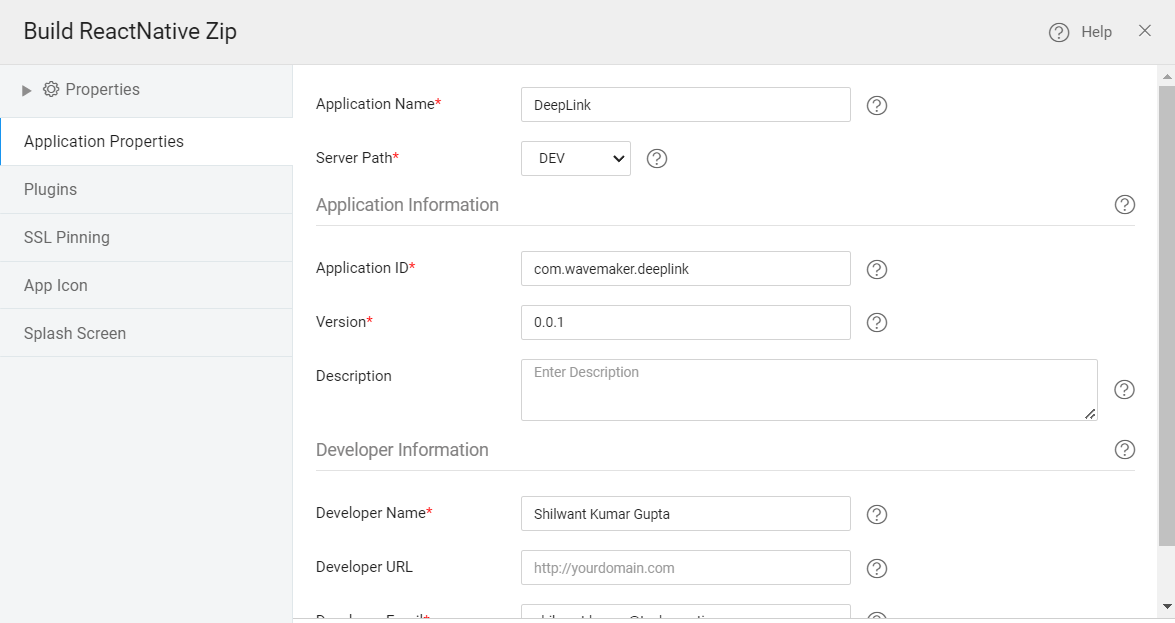 Build ReactNative Zip
Help
Properties
Application Properties
Plugins
SSL Pinning
App Icon
Splash Screen
Application Name*
DeepLink
Server Path*
DEV
Application Information
Application ID*
com.wavemaker.deeplink
Version*
0.0.1
Description
Enter Description
Developer Information
Developer Name*
Shilwant Kumar Gupta
Developer URL
http://yourdomain.com
Developer Email*